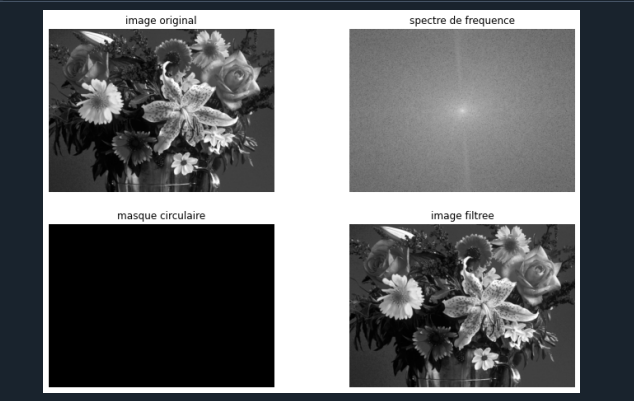 image original
spectre de frequence
masque circulaire
image filtree